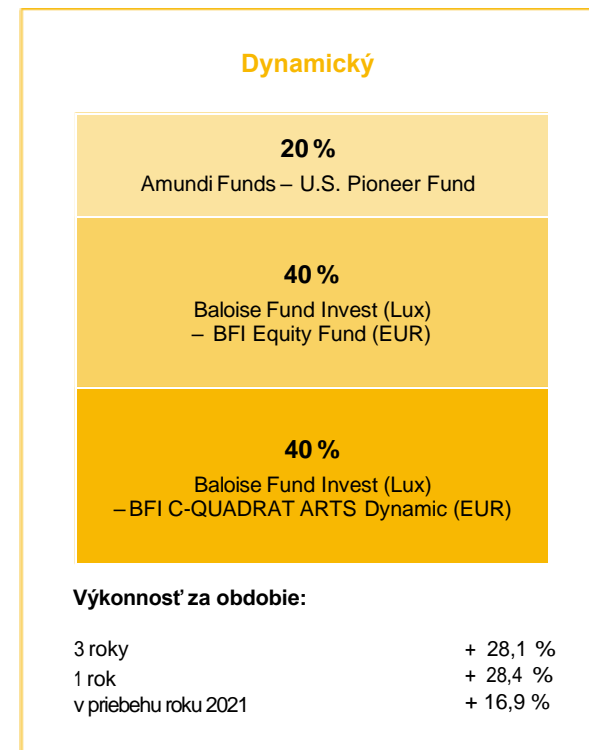 Dynamický
20 %
Amundi Funds – U.S. Pioneer Fund
40 %
Baloise Fund Invest (Lux)
– BFI Equity Fund (EUR)
40 %
Baloise Fund Invest (Lux)
– BFI C-QUADRAT ARTS Dynamic (EUR)
Výkonnosť za obdobie:
3 roky + 28,1 %
1 rok + 28,4 %
v priebehu roku 2021 + 16,9 %